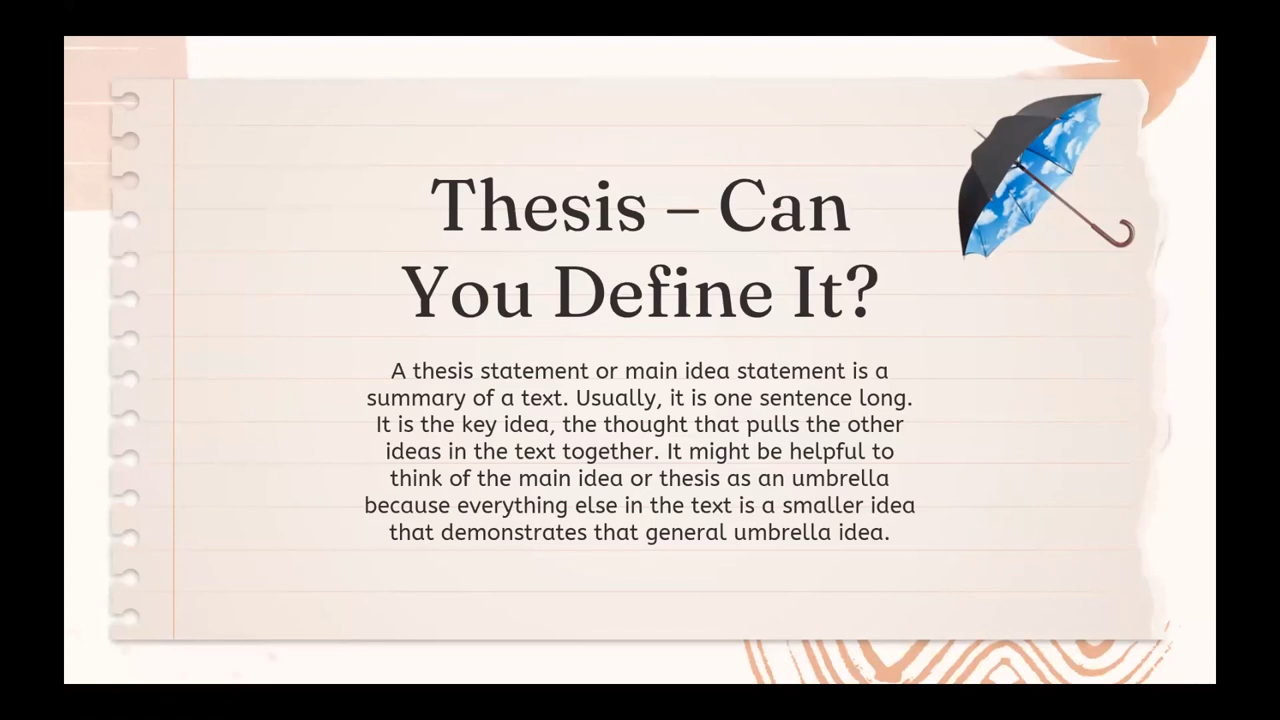 Thesis – Can
You Define It?
A thesis statement or main idea statement is a
summary of a text. Usually, it is one sentence long.
It is the key idea, the thought that pulls the other
ideas in the text together. It might be helpful to
think of the main idea or thesis as an umbrella
because everything else in the text is a smaller idea
that demonstrates that general umbrella idea.